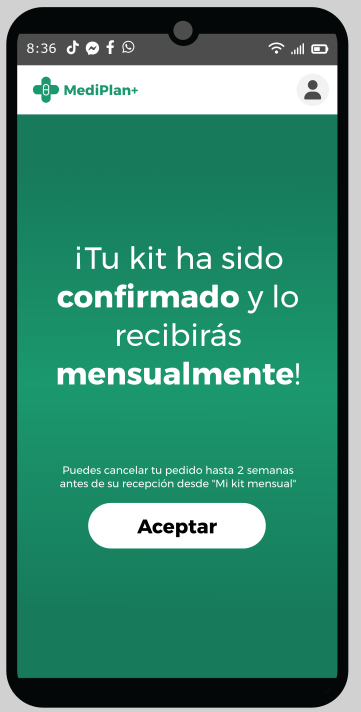 8:36
MediPlan+
¡Tu kit ha sido
confirmado y lo
recibirás
mensualmente!
Puedes cancelar tu pedido hasta 2 semanas
antes de su recepción desde "Mi kit mensual"
Aceptar